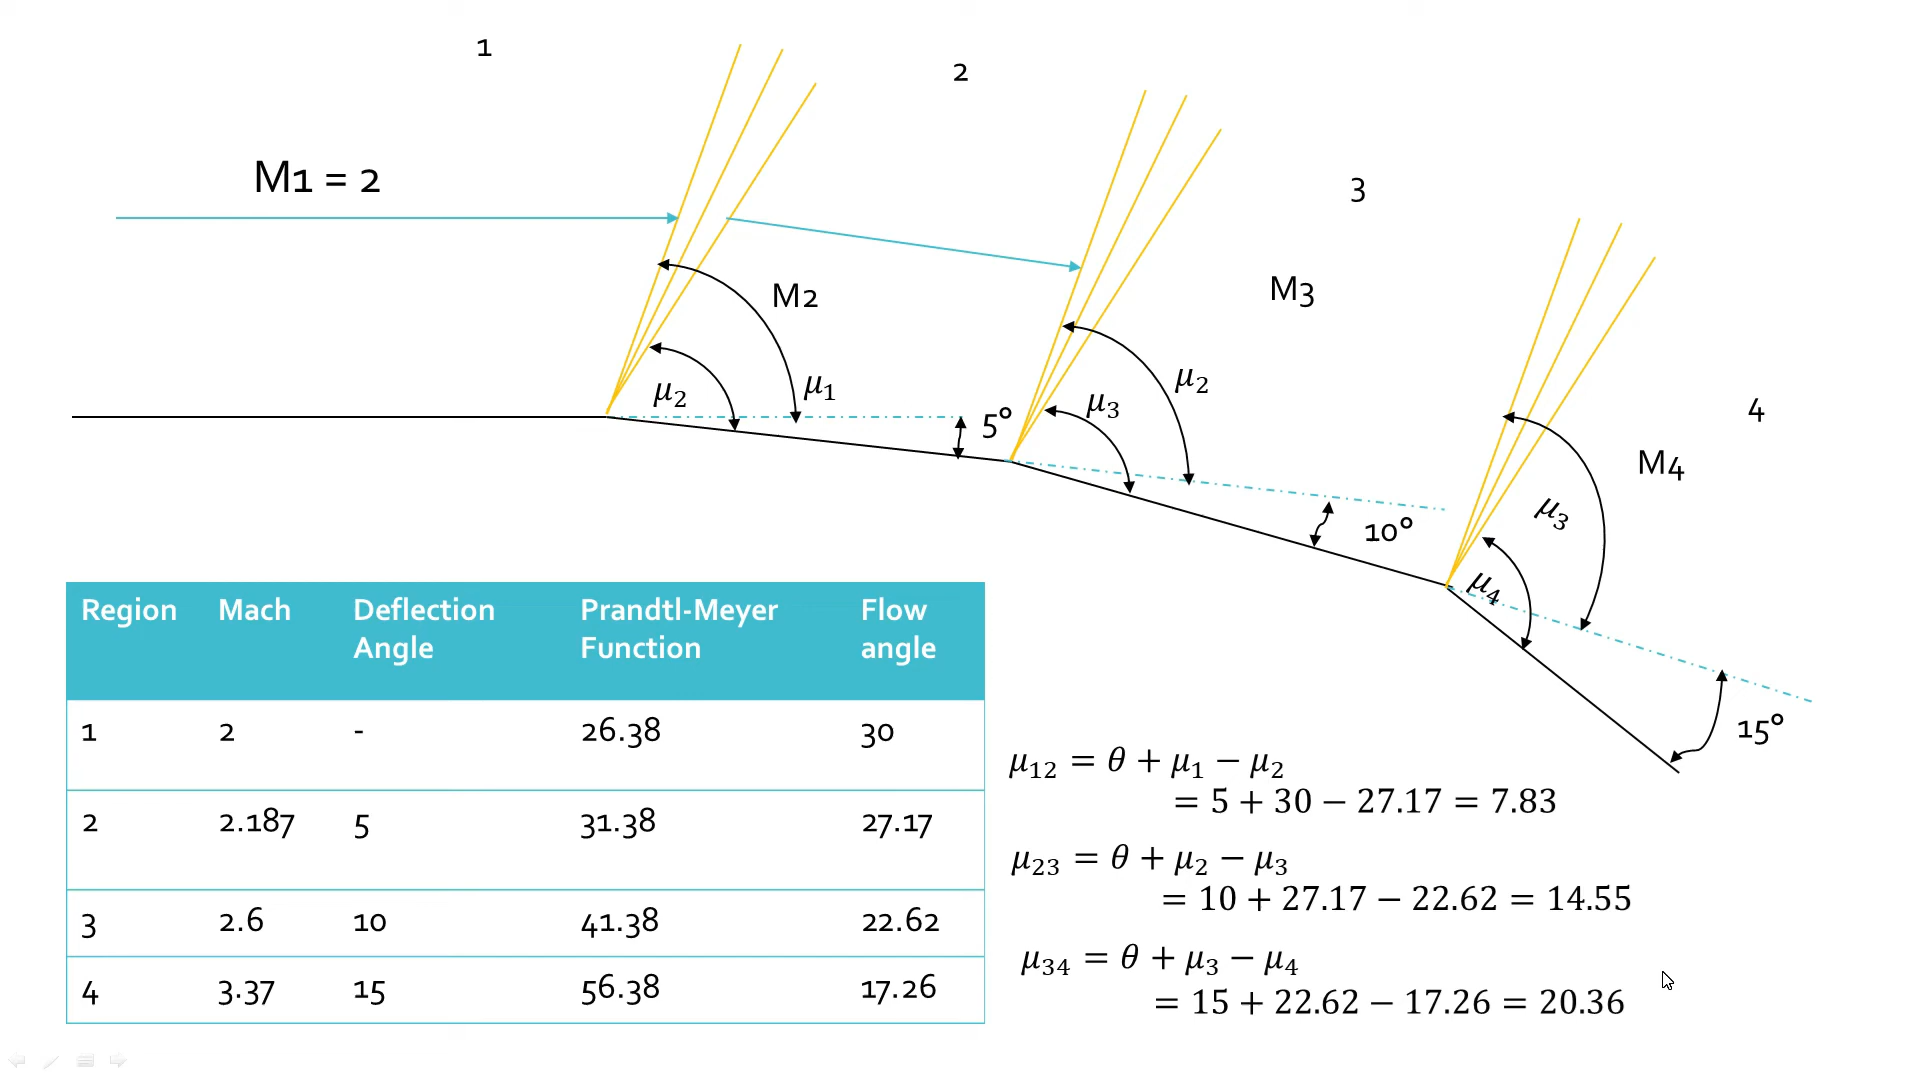 1
2
M1 = 2
3
M2
M3
μ2
μ1
5°
μ3
μ2
4
M4
μ3
μ4
10°
15°
Region Mach Deflection Angle Prandtl-Meyer Function Flow angle
1 2 - 26.38 30
2 2.187 5 31.38 27.17
3 2.6 10 41.38 22.62
4 3.37 15 56.38 17.26
μ12 = θ + μ1 − μ2
= 5 + 30 − 27.17 = 7.83
μ23 = θ + μ2 − μ3
= 10 + 27.17 − 22.62 = 14.55
μ34 = θ + μ3 − μ4
= 15 + 22.62 − 17.26 = 20.36